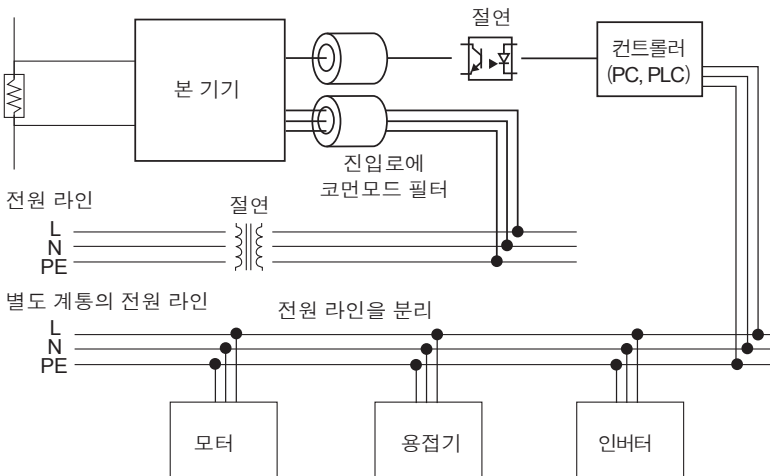 절연
본 기기
컨트롤러
(PC, PLC)
진입로에
코먼모드 필터
전원 라인
절연
L
N
PE
별도 계통의 전원 라인
전원 라인을 분리
L
N
PE
모터
용접기
인버터